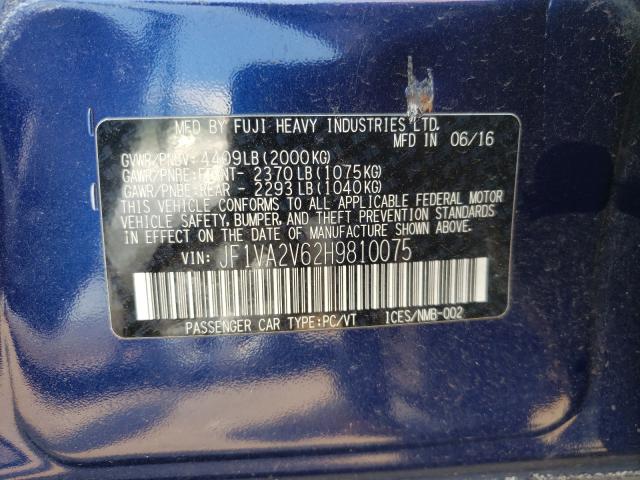 MFD BY FUJI HEAVY INDUSTRIES LTD.
MFD IN 06/16
GVWR/PNBV: 4409LB (2000KG)
GAWR/PNBE:FRONT- 2370LB (1075KG)
GAWR/PNBE:REAR - 2293LB (1040KG)
THIS VEHICLE CONFORMS TO ALL APPLICABLE FEDERAL MOTOR
VEHICLE SAFETY, BUMPER, AND THEFT PREVENTION STANDARDS
IN EFFECT ON THE DATE OF MANUFACTURE SHOWN ABOVE.
VIN: JF1VA2V62H9810075
PASSENGER CAR TYPE:PC/VT ICES/NMB-002